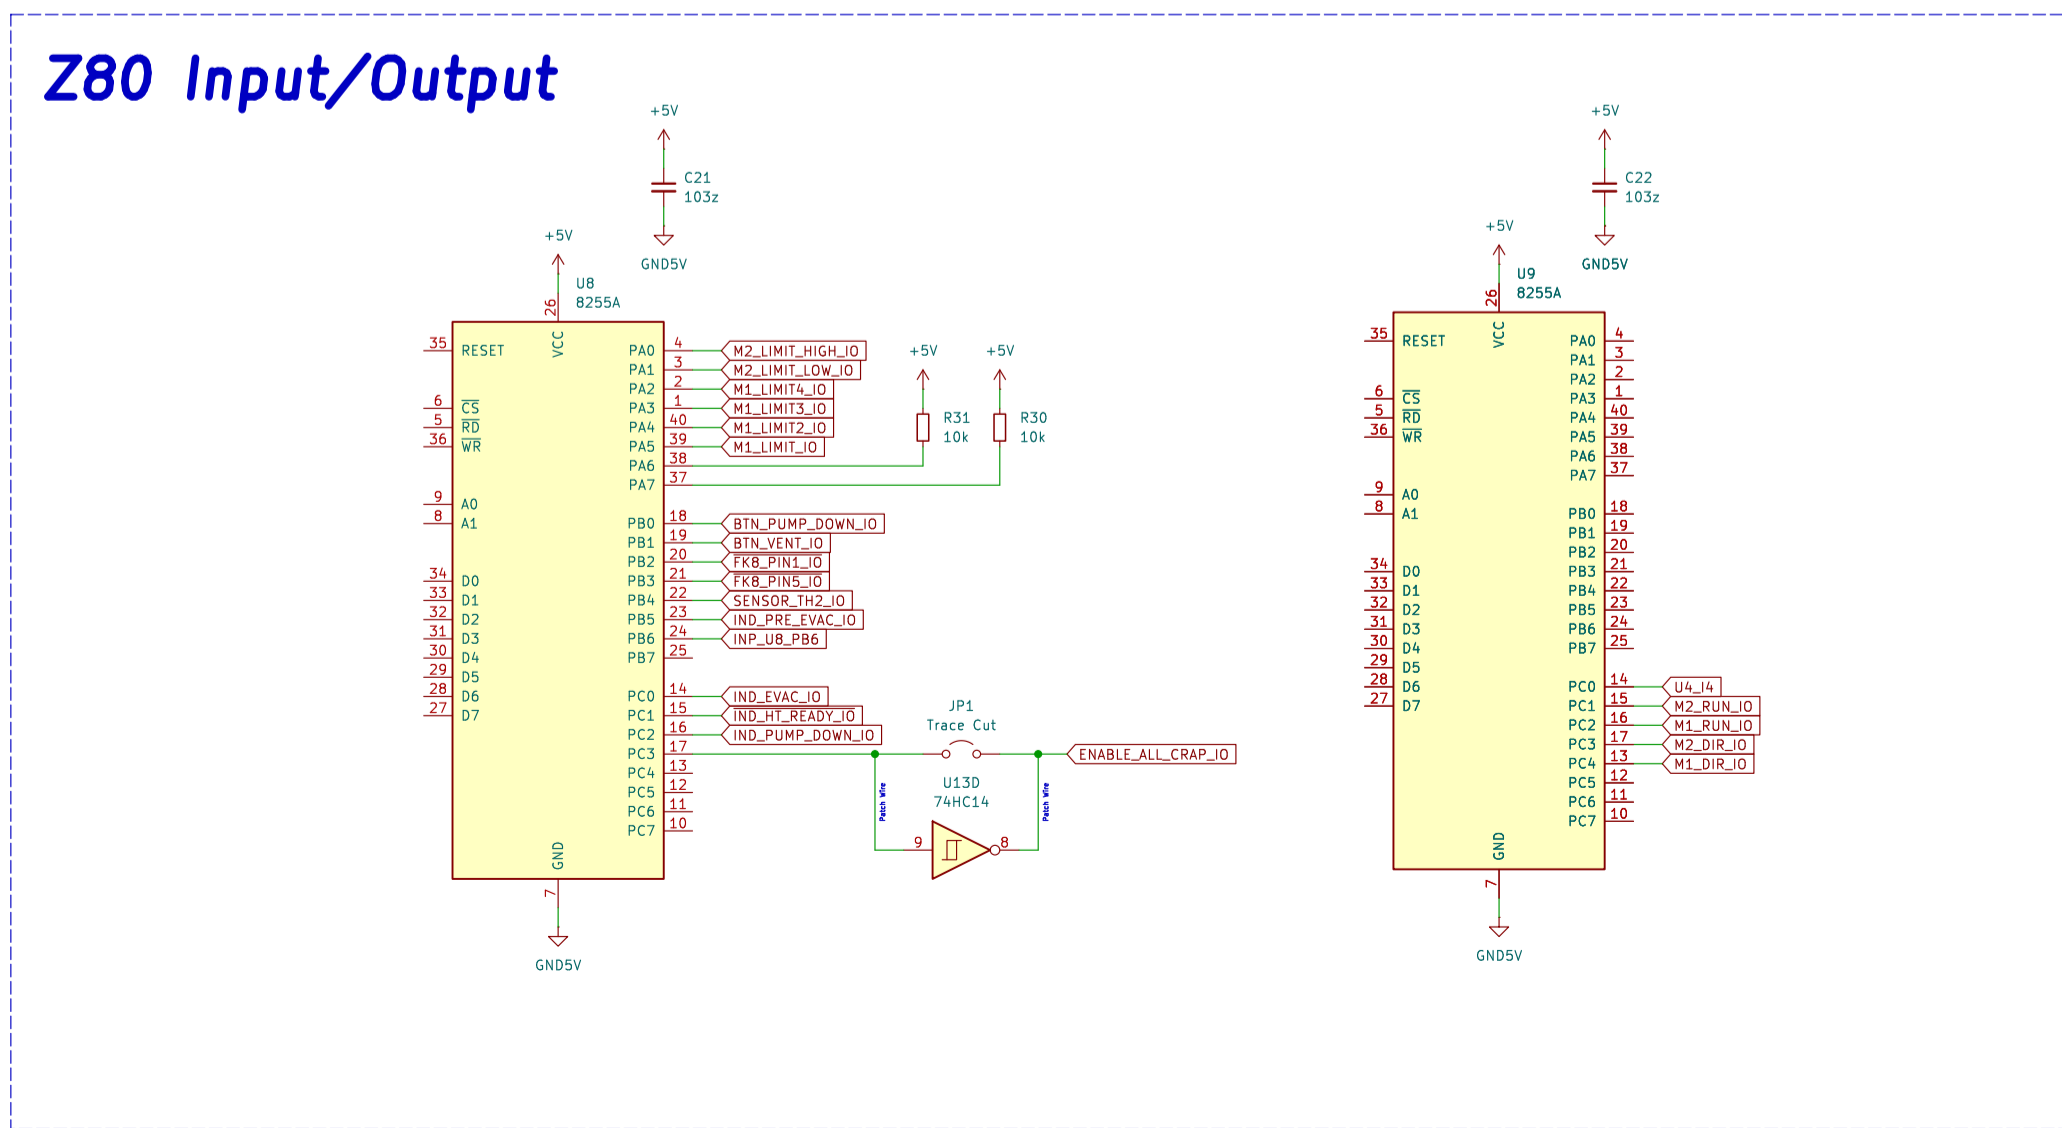 Z80 Input/Output
+5V
C21
103z
GND5V
+5V
U8
8255A
26
VCC
35 RESET
6 CS
5 RD
36 WR
9 A0
8 A1
34 D0
33 D1
32 D2
31 D3
30 D4
29 D5
28 D6
27 D7
PA0 4 M2_LIMIT_HIGH_IO
PA1 3 M2_LIMIT_LOW_IO
PA2 2 M1_LIMIT4_IO
PA3 1 M1_LIMIT3_IO
PA4 40 M1_LIMIT2_IO
PA5 39 M1_LIMIT_IO
PA6 38
PA7 37
PB0 18 BTN_PUMP_DOWN_IO
PB1 19 BTN_VENT_IO
PB2 20 FK8_PIN1_IO
PB3 21 FK8_PIN5_IO
PB4 22 SENSOR_TH2_IO
PB5 23 IND_PRE_EVAC_IO
PB6 24 INP_U8_PB6
PB7 25
PC0 14 IND_EVAC_IO
PC1 15 IND_HT_READY_IO
PC2 16 IND_PUMP_DOWN_IO
PC3 17
PC4 13
PC5 12
PC6 11
PC7 10
GND
7
GND5V
+5V
R31
10k
+5V
R30
10k
JP1
Trace Cut
ENABLE_ALL_CRAP_IO
U13D
74HC14
Patch Wire
Patch Wire
9
8
+5V
C22
103z
GND5V
+5V
U9
8255A
26
VCC
35 RESET
6 CS
5 RD
36 WR
9 A0
8 A1
34 D0
33 D1
32 D2
31 D3
30 D4
29 D5
28 D6
27 D7
PA0 4
PA1 3
PA2 2
PA3 1
PA4 40
PA5 39
PA6 38
PA7 37
PB0 18
PB1 19
PB2 20
PB3 21
PB4 22
PB5 23
PB6 24
PB7 25
PC0 14 U4_I4
PC1 15 M2_RUN_IO
PC2 16 M1_RUN_IO
PC3 17 M2_DIR_IO
PC4 13 M1_DIR_IO
PC5 12
PC6 11
PC7 10
GND
7
GND5V